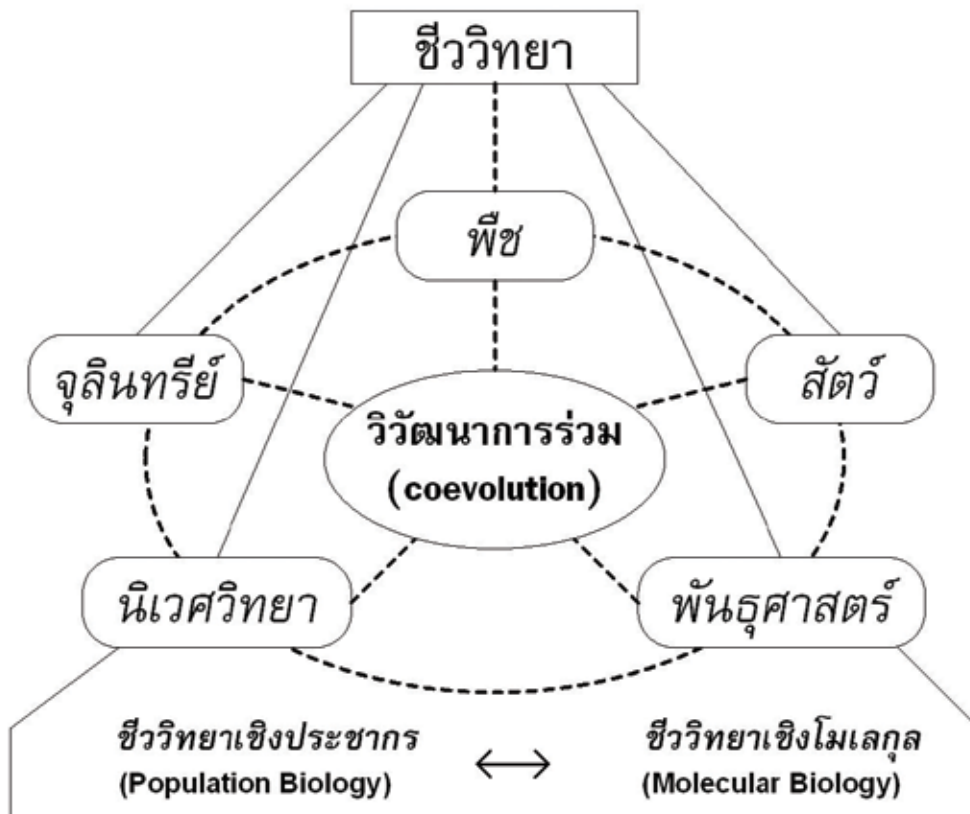 ชีววิทยา
พืช
จุลินทรีย์
สัตว์
วิวัฒนาการร่วม
(coevolution)
นิเวศวิทยา
พันธุศาสตร์
ชีววิทยาเชิงประชากร
(Population Biology)
ชีววิทยาเชิงโมเลกุล
(Molecular Biology)